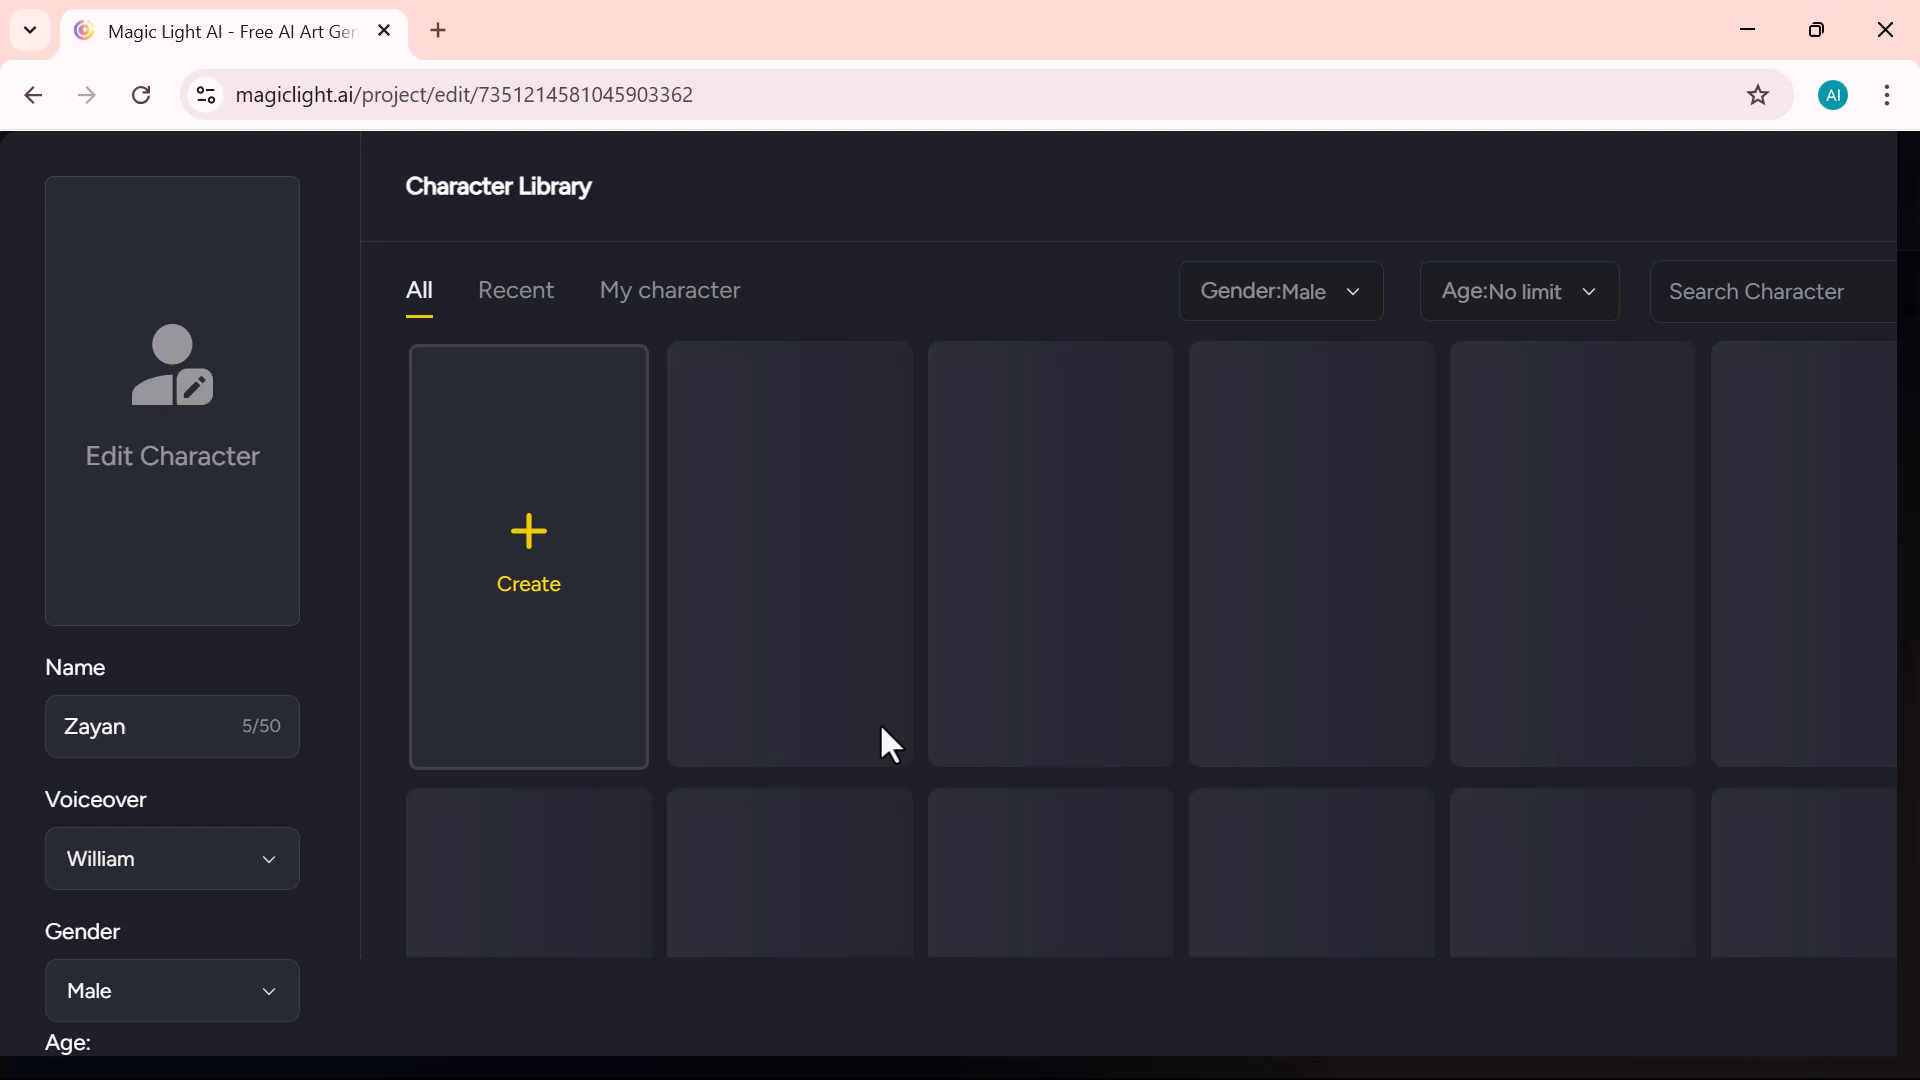 Magic Light AI - Free AI Art Gen
magiclight.ai/project/edit/7351214581045903362
AI
Character Library
All Recent My character Gender:Male Age:No limit Search Character
Edit Character
Create
Name
Zayan 5/50
Voiceover
William
Gender
Male
Age: